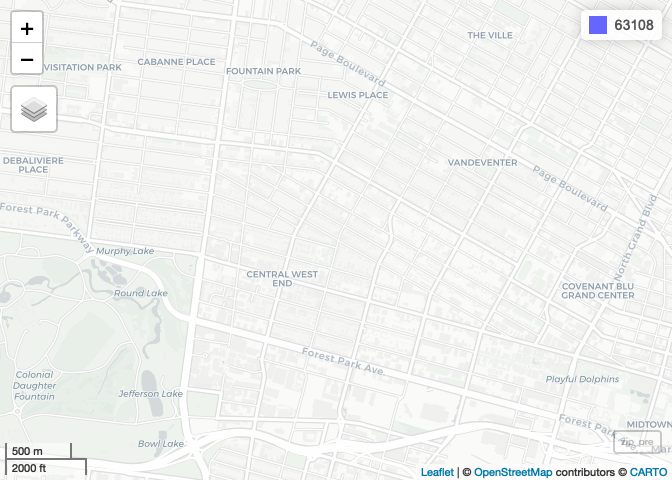 +
−
63108
THE VILLE
Page Boulevard
VISITATION PARK
CABANNE PLACE
FOUNTAIN PARK
LEWIS PLACE
DEBALIVIERE
PLACE
VANDEVENTER
Page Boulevard
Forest Park Parkway
North Grand Blvd
Murphy Lake
CENTRAL WEST
END
Round Lake
COVENANT BLU
GRAND CENTER
Forest Park Ave
Colonial
Daughter
Fountain
Playful Dolphins
Jefferson Lake
Forest Park
MIDTOWN
Bowl Lake
500 m
2000 ft
Leaflet | © OpenStreetMap contributors © CARTO